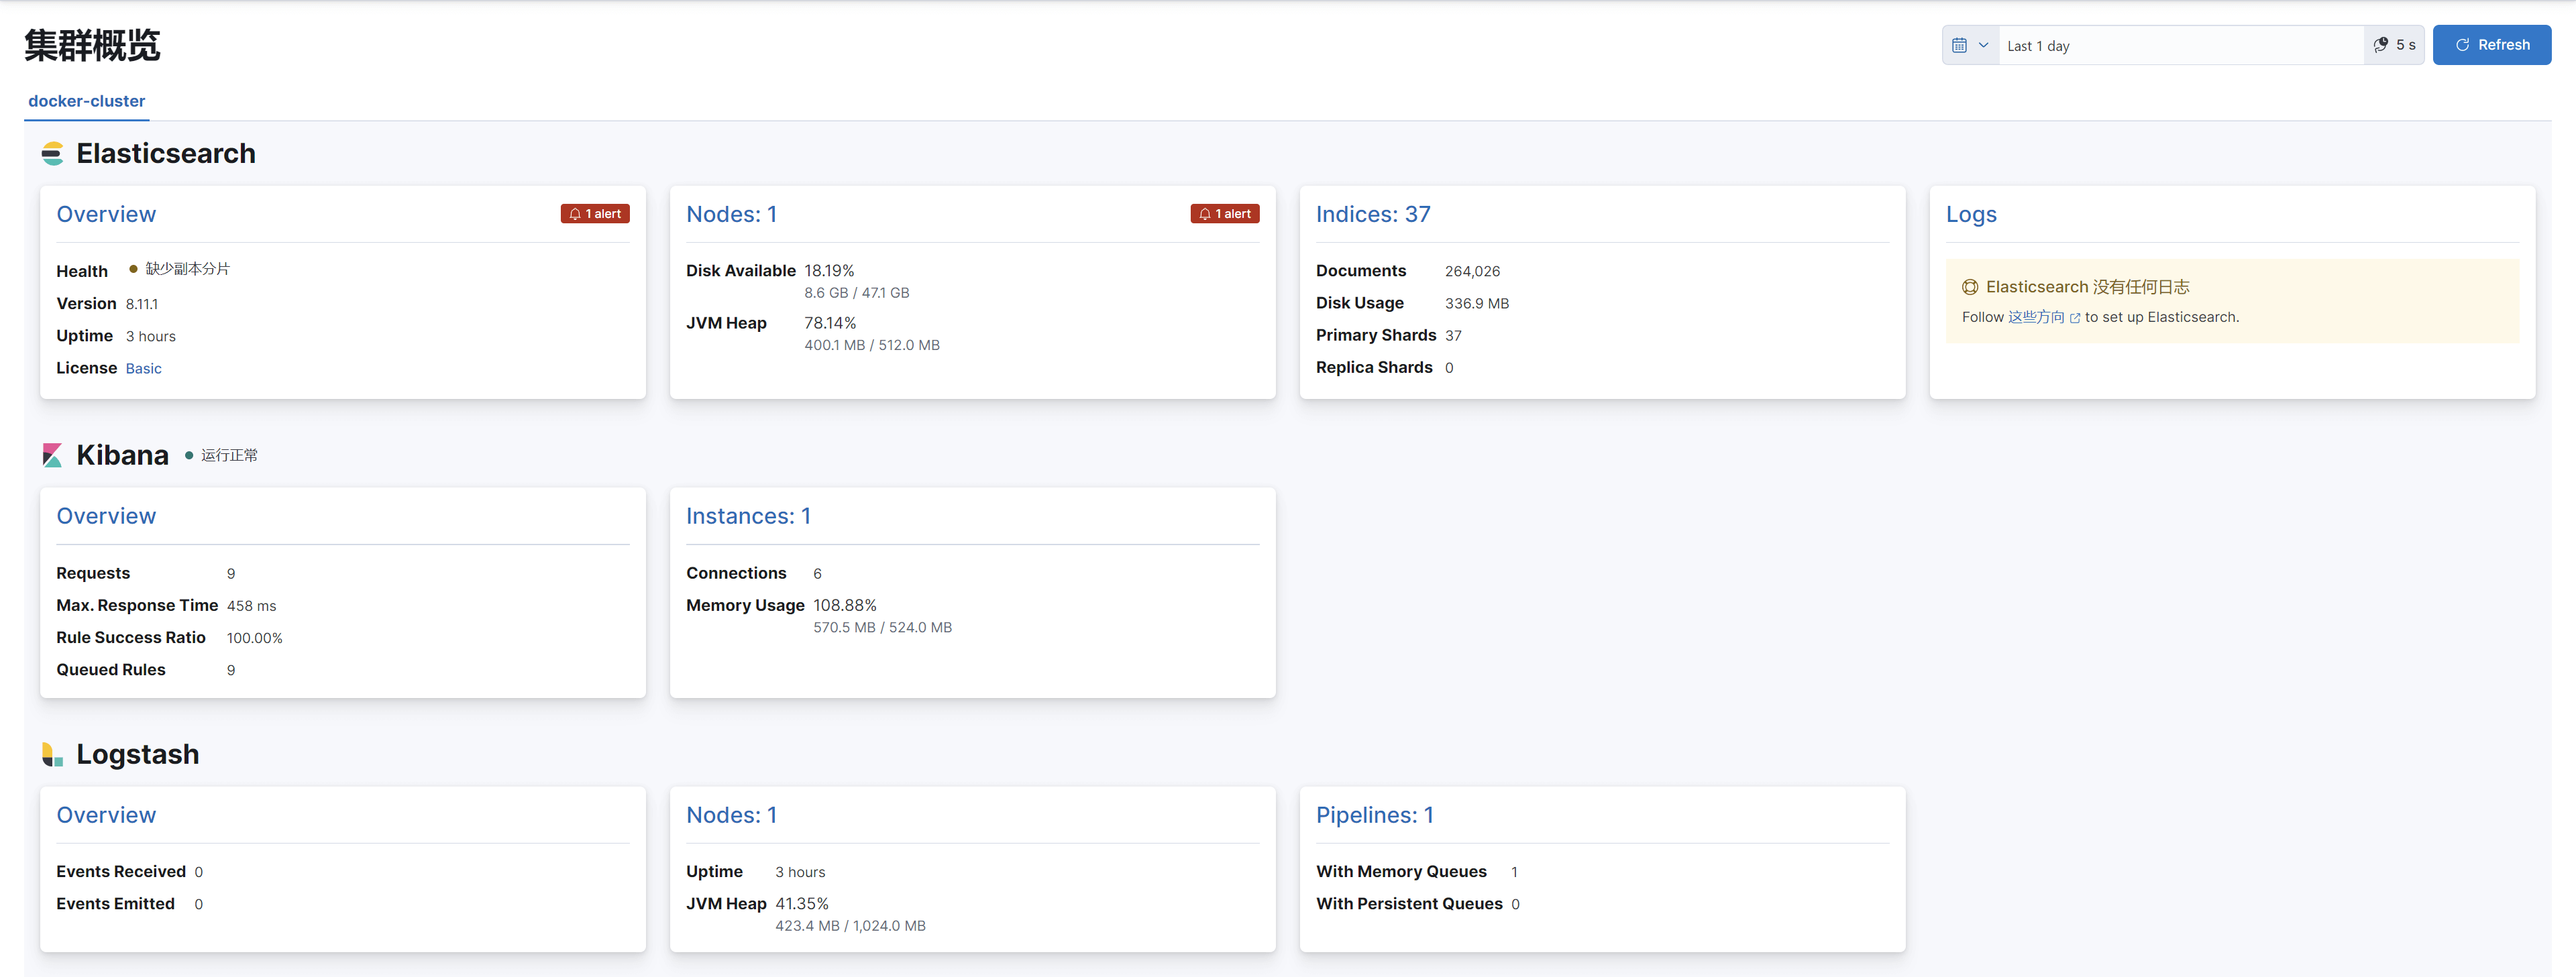 集群概览
Last 1 day
5 s
Refresh
docker-cluster
Elasticsearch
Overview
1 alert
Health 缺少副本分片
Version 8.11.1
Uptime 3 hours
License Basic
Nodes: 1
1 alert
Disk Available 18.19%
8.6 GB / 47.1 GB
JVM Heap 78.14%
400.1 MB / 512.0 MB
Indices: 37
Documents 264,026
Disk Usage 336.9 MB
Primary Shards 37
Replica Shards 0
Logs
Elasticsearch 没有任何日志
Follow 这些方向 to set up Elasticsearch.
Kibana 运行正常
Overview
Requests 9
Max. Response Time 458 ms
Rule Success Ratio 100.00%
Queued Rules 9
Instances: 1
Connections 6
Memory Usage 108.88%
570.5 MB / 524.0 MB
Logstash
Overview
Events Received 0
Events Emitted 0
Nodes: 1
Uptime 3 hours
JVM Heap 41.35%
423.4 MB / 1,024.0 MB
Pipelines: 1
With Memory Queues 1
With Persistent Queues 0